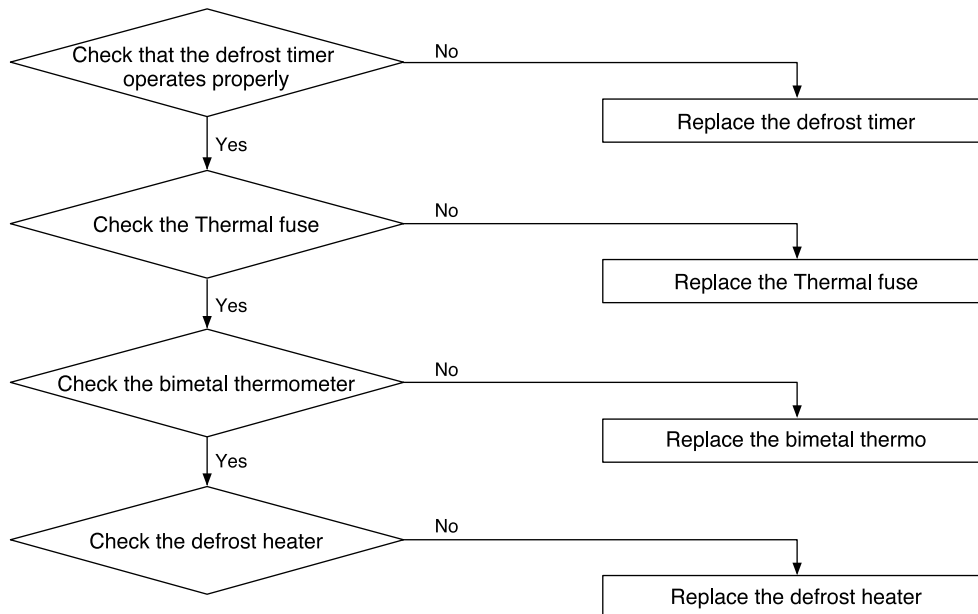 Check that the defrost timer
operates properly
No
Replace the defrost timer
Yes
Check the Thermal fuse
No
Replace the Thermal fuse
Yes
Check the bimetal thermometer
No
Replace the bimetal thermo
Yes
Check the defrost heater
No
Replace the defrost heater